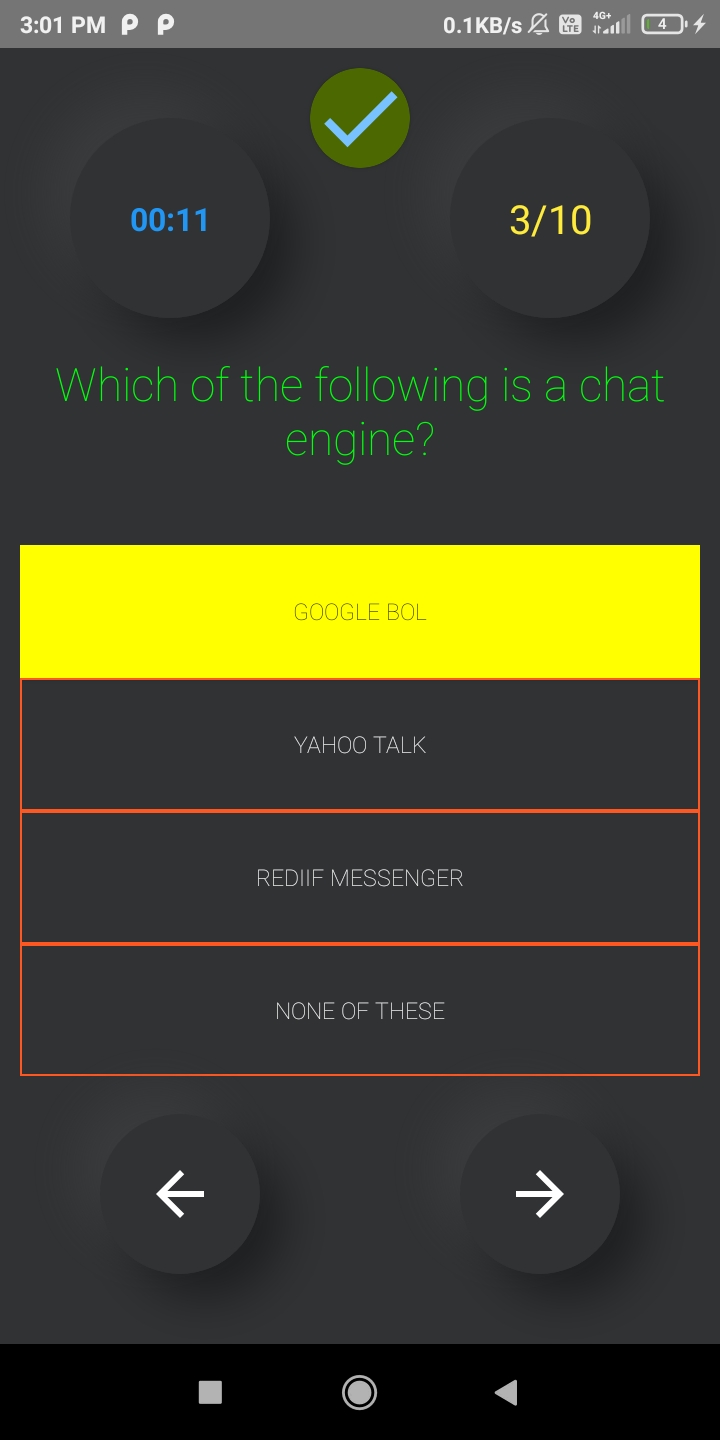 3:01 PM
0.1KB/s
Vo
LTE
4G+
4
00:11
3/10
Which of the following is a chat
engine?
GOOGLE BOL
YAHOO TALK
REDIIF MESSENGER
NONE OF THESE